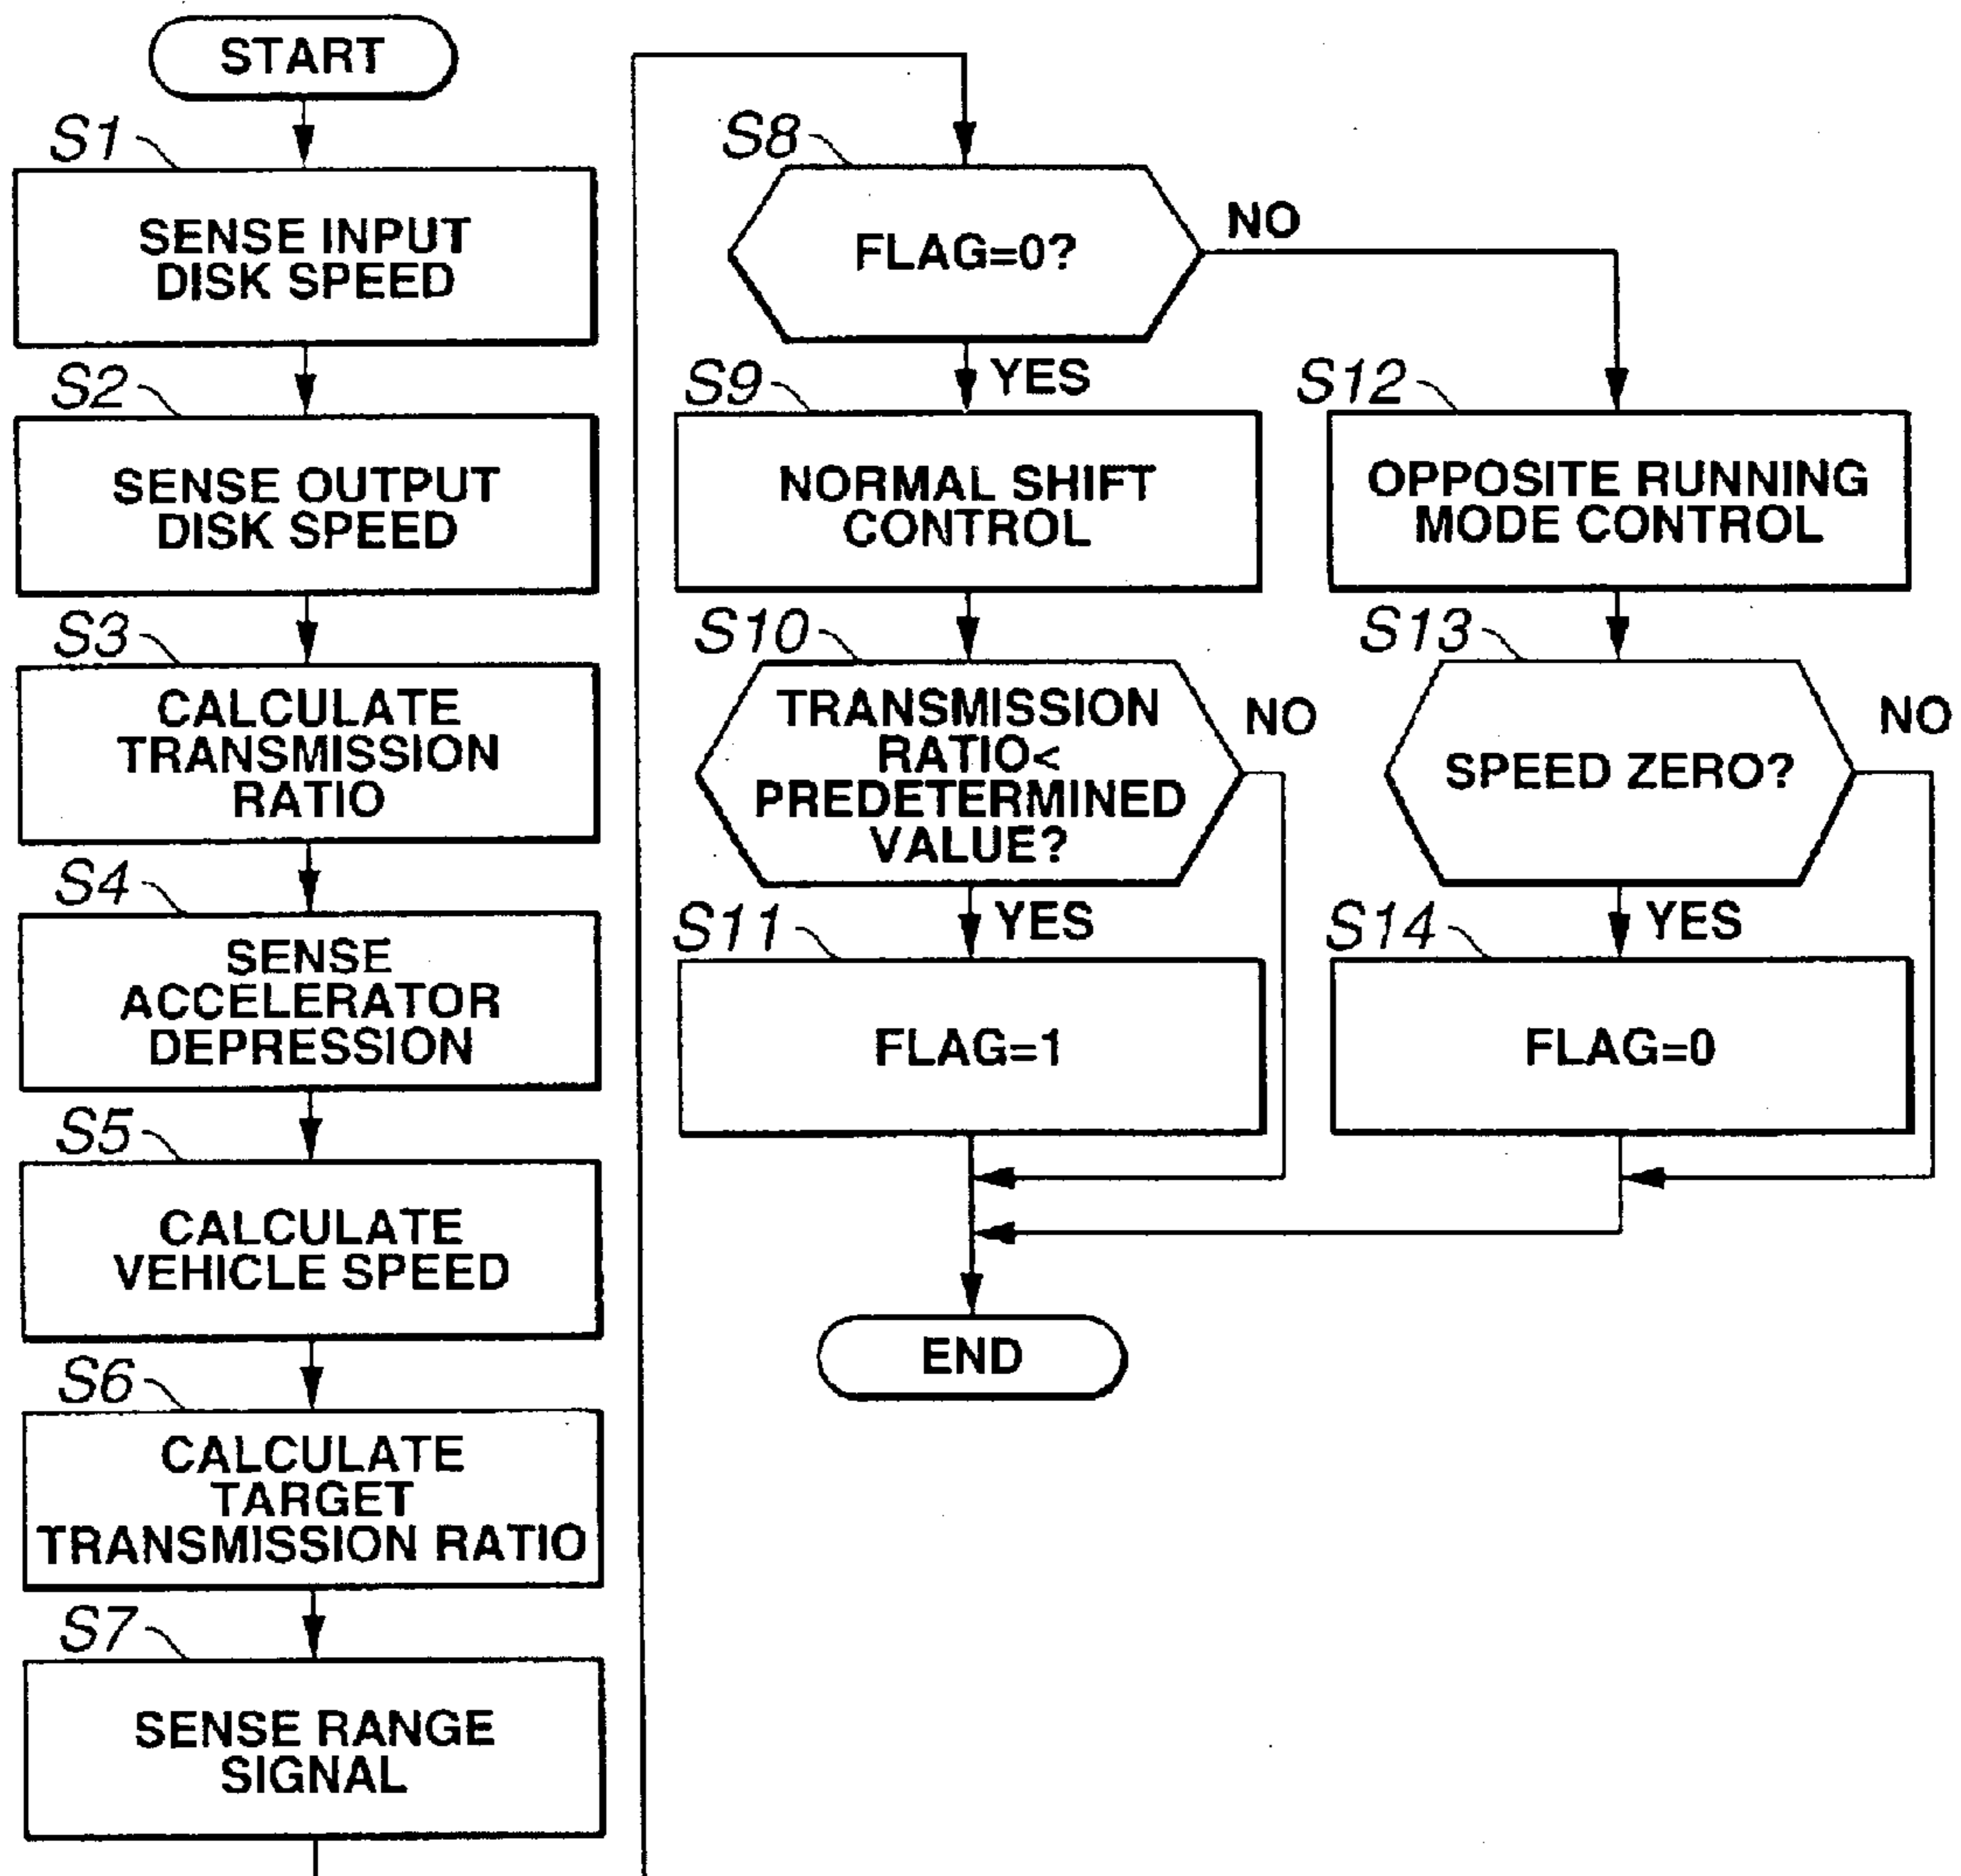 START
S1
SENSE INPUT
DISK SPEED
S2
SENSE OUTPUT
DISK SPEED
S3
CALCULATE
TRANSMISSION
RATIO
S4
SENSE
ACCELERATOR
DEPRESSION
S5
CALCULATE
VEHICLE SPEED
S6
CALCULATE
TARGET
TRANSMISSION RATIO
S7
SENSE RANGE
SIGNAL
S8
FLAG=0?
NO
YES
S9
NORMAL SHIFT
CONTROL
S10
TRANSMISSION
RATIO<
PREDETERMINED
VALUE?
NO
YES
S11
FLAG=1
S12
OPPOSITE RUNNING
MODE CONTROL
S13
SPEED ZERO?
NO
YES
S14
FLAG=0
END